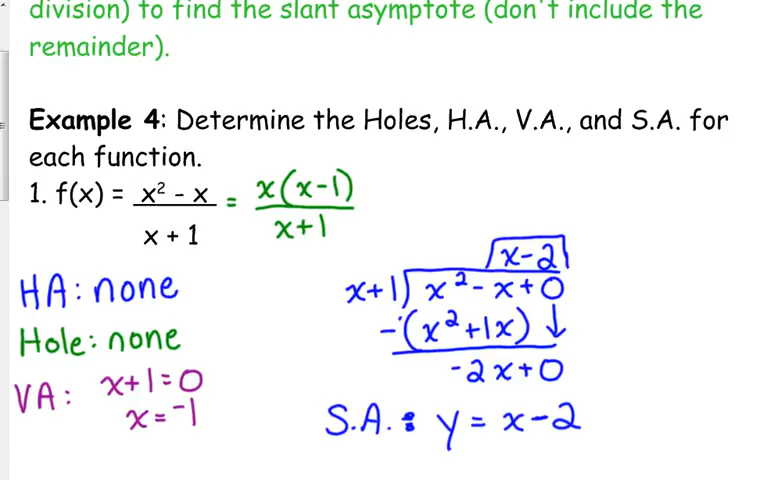 division) to find the slant asymptote (don't include the
remainder).
Example 4: Determine the Holes, H.A., V.A., and S.A. for
each function.
1. f(x) = x² - x = x(x-1)
x + 1 x+1
x-2
x+1) x² - x + 0
-(x² + 1x) ↓
-2x+0
HA: none
Hole: none
VA: x+1=0
x = -1
S.A.: y = x-2